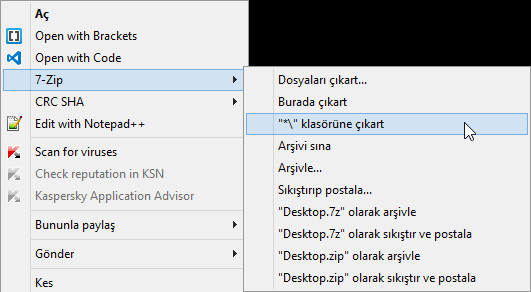 Aç
Open with Brackets
Open with Code
7-Zip
CRC SHA
Edit with Notepad++
Scan for viruses
Check reputation in KSN
Kaspersky Application Advisor
Bununla paylaş
Gönder
Kes
Dosyaları çıkart...
Burada çıkart
"*\" klasörüne çıkart
Arşivi sına
Arşivle...
Sıkıştırıp postala...
"Desktop.7z" olarak arşivle
"Desktop.7z" olarak sıkıştır ve postala
"Desktop.zip" olarak arşivle
"Desktop.zip" olarak sıkıştır ve postala